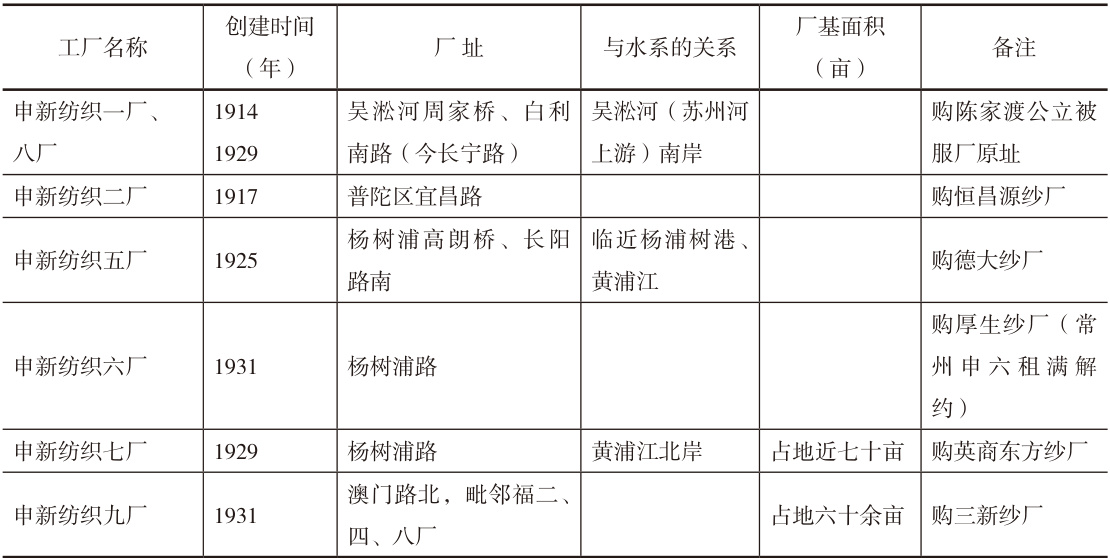 工厂名称 创建时间（年） 厂 址 与水系的关系 厂基面积（亩） 备注
申新纺织一厂、八厂 1914 1929 吴淞河周家桥、白利南路（今长宁路） 吴淞河（苏州河上游）南岸 购陈家渡公立被服厂原址
申新纺织二厂 1917 普陀区宜昌路 购恒昌源纱厂
申新纺织五厂 1925 杨树浦高朗桥、长阳路南 临近杨浦树港、黄浦江 购德大纱厂
申新纺织六厂 1931 杨树浦路 购厚生纱厂（常州申六租满解约）
申新纺织七厂 1929 杨树浦路 黄浦江北岸 占地近七十亩 购英商东方纱厂
申新纺织九厂 1931 澳门路北，毗邻福二、四、八厂 占地六十余亩 购三新纱厂